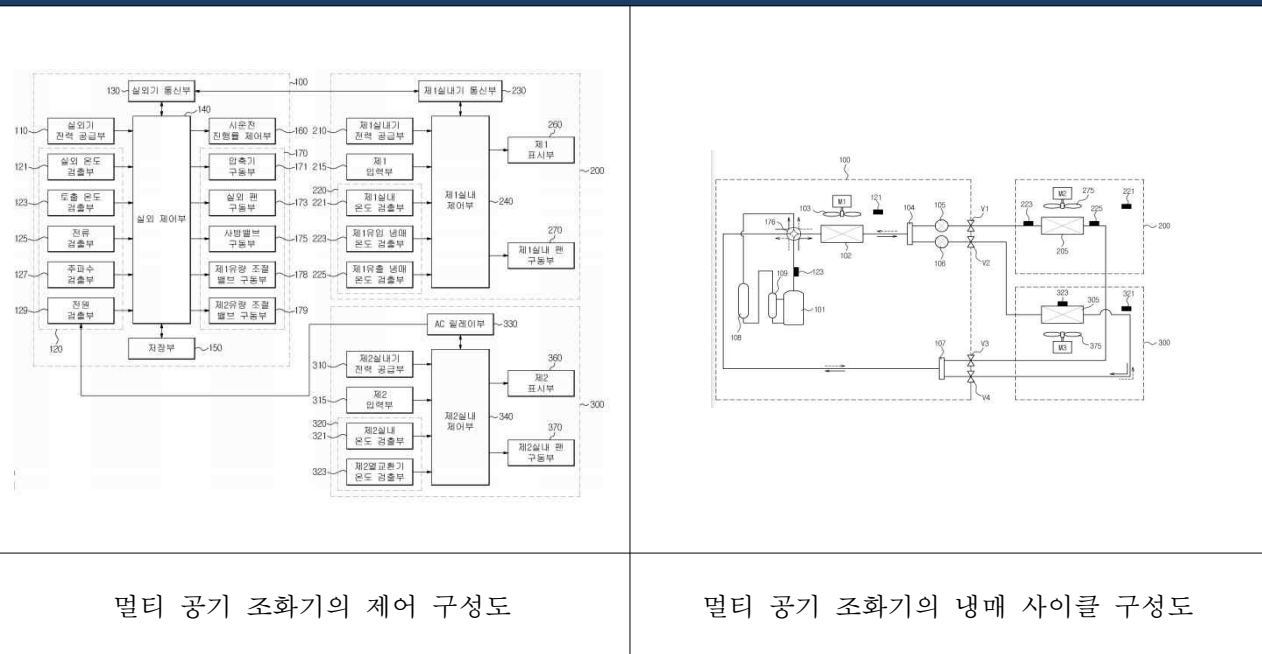 100
130 실외기 통신부
제1실내기 통신부 230
140
110 실외기
전력 공급부
시운전
진행률 제어부 160
210 제1실내기
전력 공급부
260
제1
표시부
170
121 실외 온도
검출부
압축기
구동부 171
215 제1
입력부
200
220
123 토출 온도
검출부
실외 제어부
실외 팬
구동부 173
221 제1실내
온도 검출부
제1실내
제어부 240
125 전류
검출부
사방밸브
구동부 175
223 제1유입 냉매
온도 검출부
270
제1실내 팬
구동부
127 주파수
검출부
제1유량 조절
밸브 구동부 178
225 제1유출 냉매
온도 검출부
129 전원
검출부
제2유량 조절
밸브 구동부 179
120
저장부 150
AC 릴레이부 330
310 제2실내기
전력 공급부
360
제2
표시부
315 제2
입력부
300
320
321 제2실내
온도 검출부
제2실내
제어부 340
370
제2실내 팬
구동부
323 제2열교환기
온도 검출부
100
M1
103
121
104
105
V1
176
102
106
V2
123
109
101
108
107
V3
V4
M2
275
221
223
225
205
200
323
305
321
375
M3
300
멀티 공기 조화기의 제어 구성도
멀티 공기 조화기의 냉매 사이클 구성도